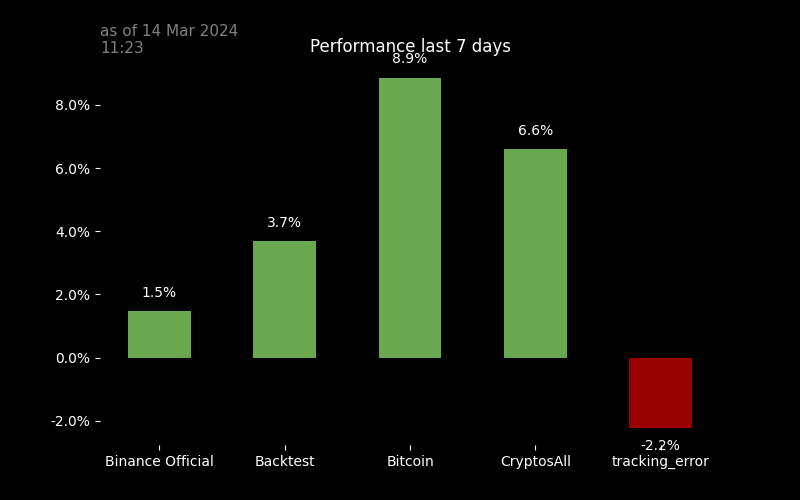 as of 14 Mar 2024
11:23
Performance last 7 days
8.9%
8.0%
6.6%
6.0%
3.7%
4.0%
1.5%
2.0%
0.0%
-2.0%
-2.2%
Binance Official
Backtest
Bitcoin
CryptosAll
tracking_error